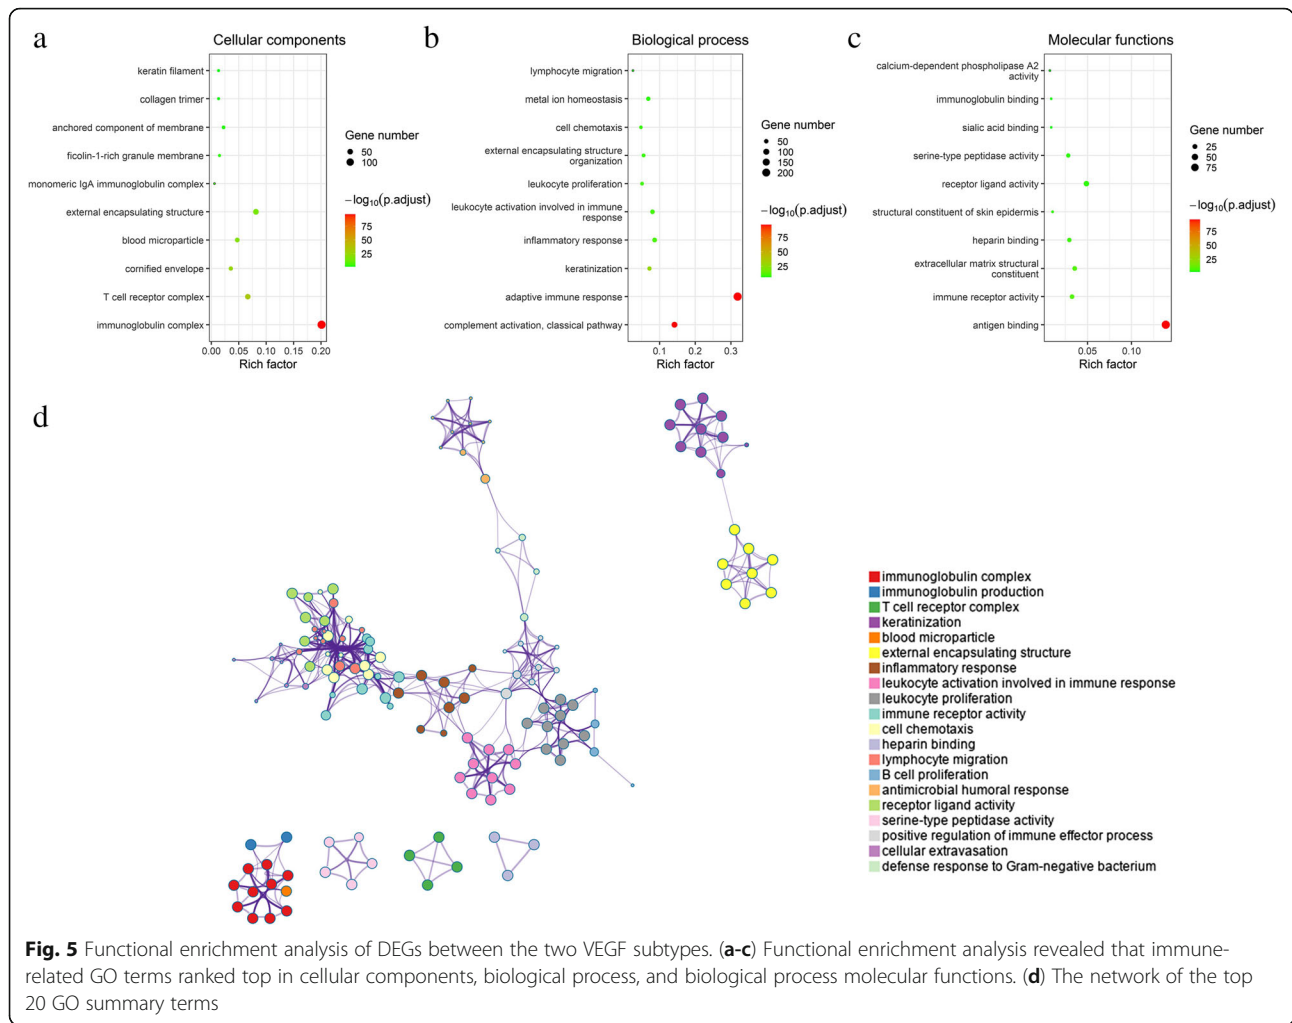 a
Cellular components
keratin filament
collagen trimer
anchored component of membrane
ficolin-1-rich granule membrane
monomeric IgA immunoglobulin complex
external encapsulating structure
blood microparticle
cornified envelope
T cell receptor complex
immunoglobulin complex
0.00 0.05 0.10 0.15 0.20
Rich factor
Gene number
50
100
−log10(p.adjust)
75
50
25
b
Biological process
lymphocyte migration
metal ion homeostasis
cell chemotaxis
external encapsulating structure
organization
leukocyte proliferation
leukocyte activation involved in immune
response
inflammatory response
keratinization
adaptive immune response
complement activation, classical pathway
0.1 0.2 0.3
Rich factor
Gene number
50
100
150
200
−log10(p.adjust)
75
50
25
c
Molecular functions
calcium-dependent phospholipase A2
activity
immunoglobulin binding
sialic acid binding
serine-type peptidase activity
receptor ligand activity
structural constituent of skin epidermis
heparin binding
extracellular matrix structural
constituent
immune receptor activity
antigen binding
0.05 0.10
Rich factor
Gene number
25
50
75
−log10(p.adjust)
75
50
25
d
immunoglobulin complex
immunoglobulin production
T cell receptor complex
keratinization
blood microparticle
external encapsulating structure
inflammatory response
leukocyte activation involved in immune response
leukocyte proliferation
immune receptor activity
cell chemotaxis
heparin binding
lymphocyte migration
B cell proliferation
antimicrobial humoral response
receptor ligand activity
serine-type peptidase activity
positive regulation of immune effector process
cellular extravasation
defense response to Gram-negative bacterium
Fig. 5 Functional enrichment analysis of DEGs between the two VEGF subtypes. (a-c) Functional enrichment analysis revealed that immune-
related GO terms ranked top in cellular components, biological process, and biological process molecular functions. (d) The network of the top
20 GO summary terms